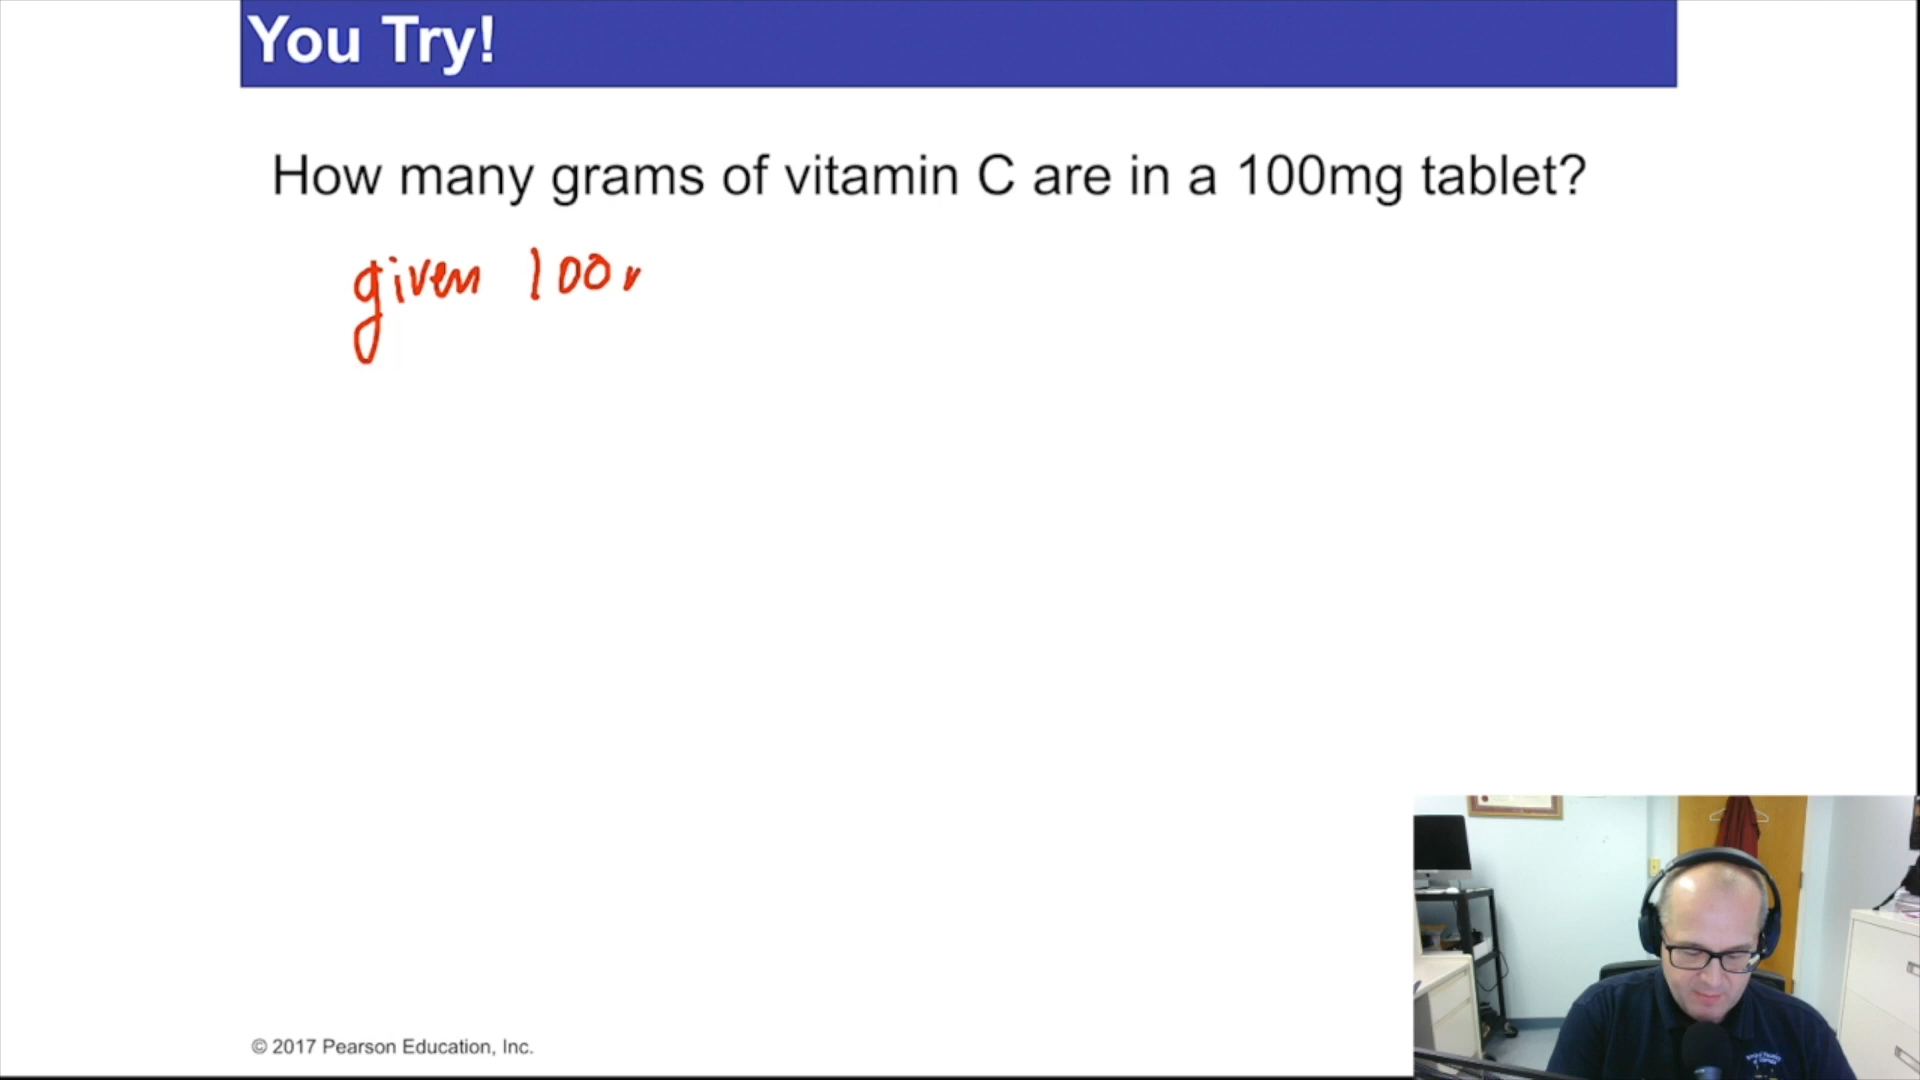 You Try!
How many grams of vitamin C are in a 100mg tablet?
given 100
© 2017 Pearson Education, Inc.